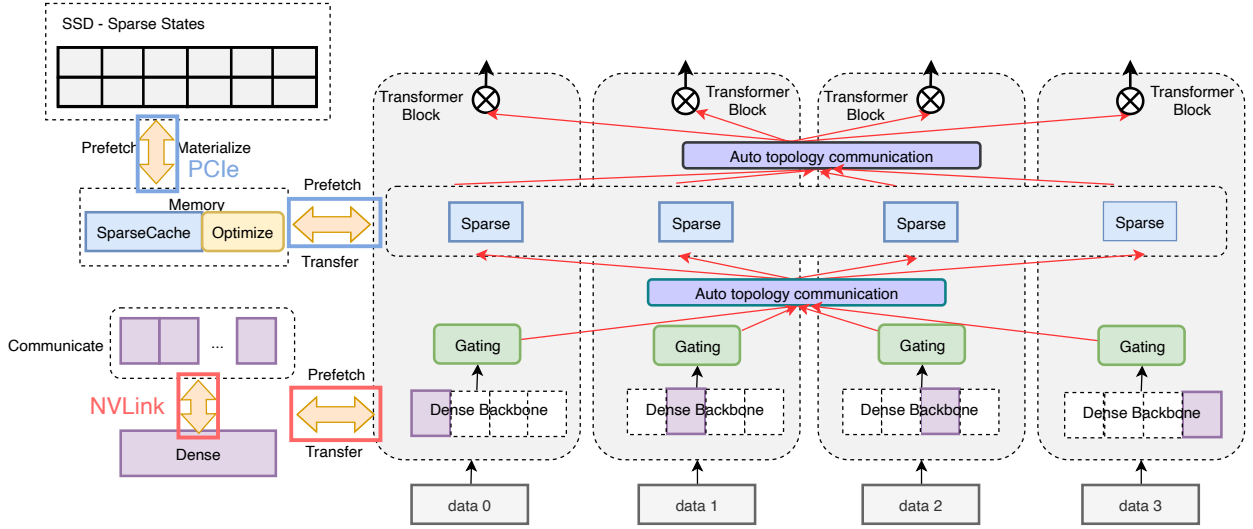 SSD - Sparse States
Prefetch
Materialize
PCIe
Memory
SparseCache
Optimize
Prefetch
Transfer
Communicate
...
NVLink
Dense
Prefetch
Transfer
Transformer
Block
Transformer
Block
Transformer
Block
Transformer
Block
Auto topology communication
Sparse
Sparse
Sparse
Sparse
Auto topology communication
Gating
Gating
Gating
Gating
Dense Backbone
Dense Backbone
Dense Backbone
Dense Backbone
data 0
data 1
data 2
data 3